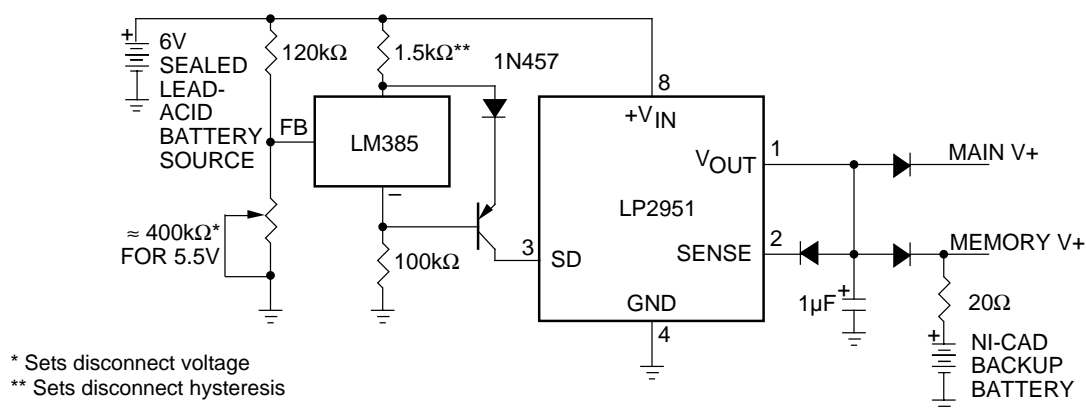 +
6V
SEALED
LEAD-
ACID
BATTERY
SOURCE
120kΩ
1.5kΩ**
1N457
FB
LM385
–
≈ 400kΩ*
FOR 5.5V
100kΩ
8
+VIN
1
VOUT
MAIN V+
LP2951
3
SD
SENSE
2
MEMORY V+
GND
4
+
1µF
20Ω
+
NI-CAD
BACKUP
BATTERY
* Sets disconnect voltage
** Sets disconnect hysteresis